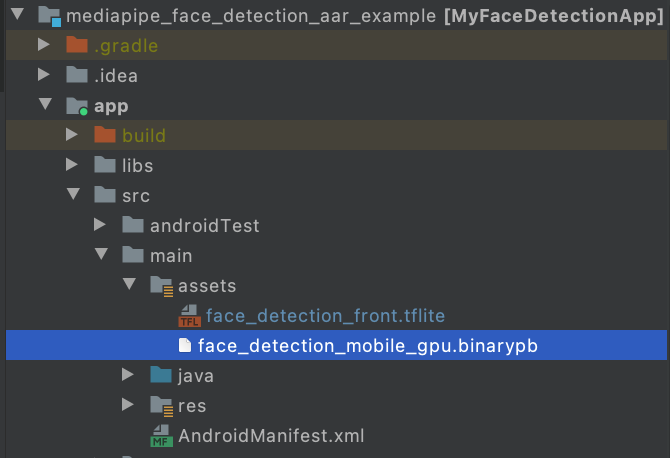 mediapipe_face_detection_aar_example [MyFaceDetectionApp]
.gradle
.idea
app
build
libs
src
androidTest
main
assets
TFL face_detection_front.tflite
face_detection_mobile_gpu.binarypb
java
res
MF AndroidManifest.xml